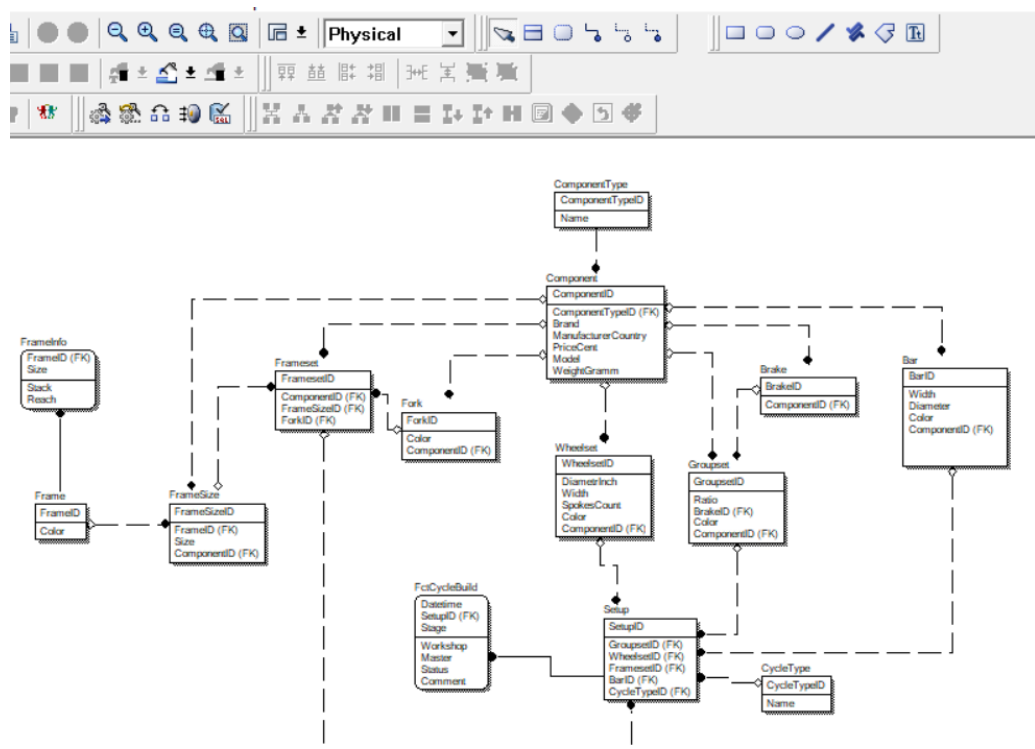 Physical
Tt
SQL
ComponentType
ComponentTypeID
Name
Component
ComponentID
ComponentTypeID (FK)
Brand
ManufacturerCountry
PriceCent
Model
WeightGramm
FrameInfo
FrameID (FK)
Size
Stack
Reach
Frameset
FramesetID
ComponentID (FK)
FrameSizeID (FK)
ForkID (FK)
Fork
ForkID
Color
ComponentID (FK)
Brake
BrakeID
ComponentID (FK)
Bar
BarID
Width
Diameter
Color
ComponentID (FK)
Wheelset
WheelsetID
DiametrInch
Width
SpokesCount
Color
ComponentID (FK)
Groupset
GroupsetID
Ratio
BrakeID (FK)
Color
ComponentID (FK)
Frame
FrameID
Color
FrameSize
FrameSizeID
FrameID (FK)
Size
ComponentID (FK)
FctCycleBuild
Datetime
SetupID (FK)
Stage
Workshop
Master
Status
Comment
Setup
SetupID
GroupsetID (FK)
WheelsetID (FK)
FramesetID (FK)
BarID (FK)
CycleTypeID (FK)
CycleType
CycleTypeID
Name